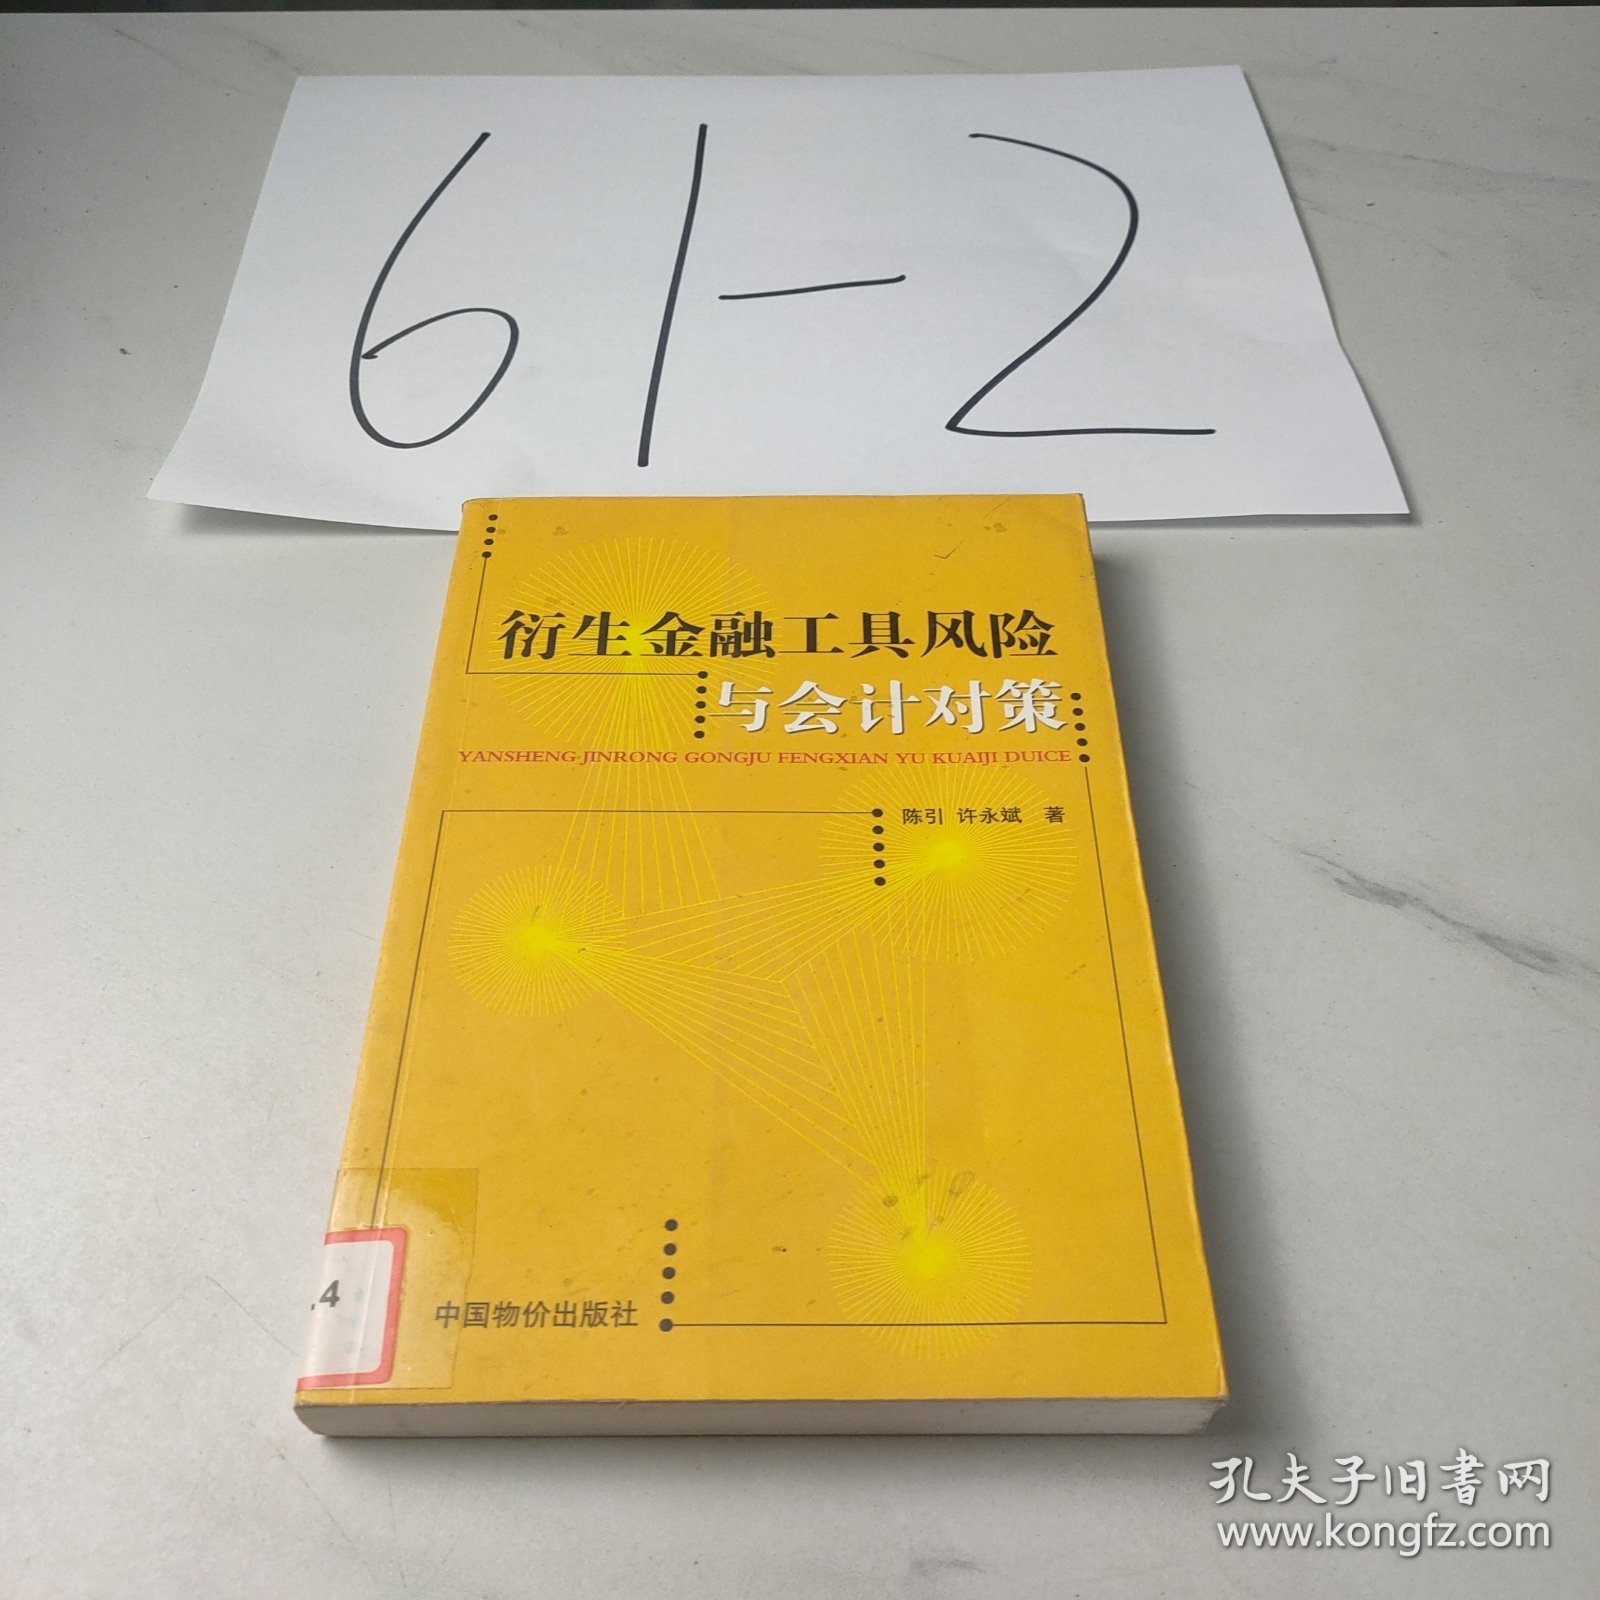 61-2
衍生金融工具风险
与会计对策
YANSHENG JINRONG GONGJU FENGXIAN YU KUAIJI DUICE
陈引 许永斌 著
.4
中国物价出版社
孔夫子旧书网
www.kongfz.com